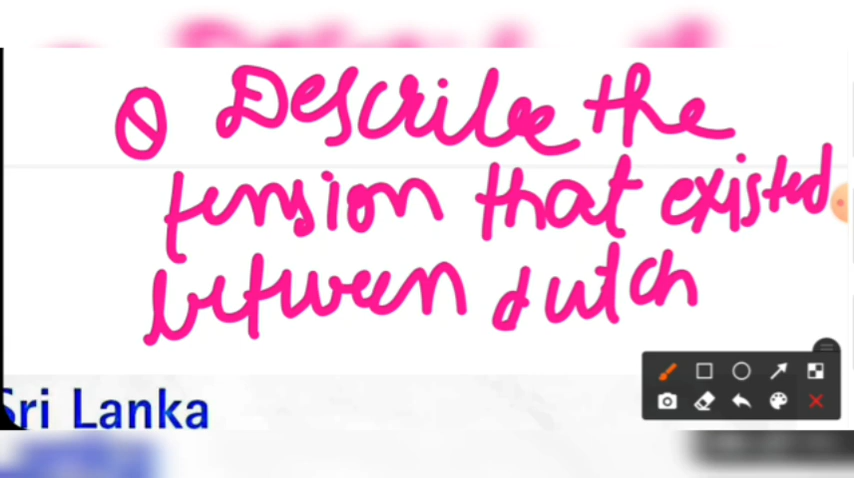 Q Describe the
tension that existed
between dutch
Sri Lanka